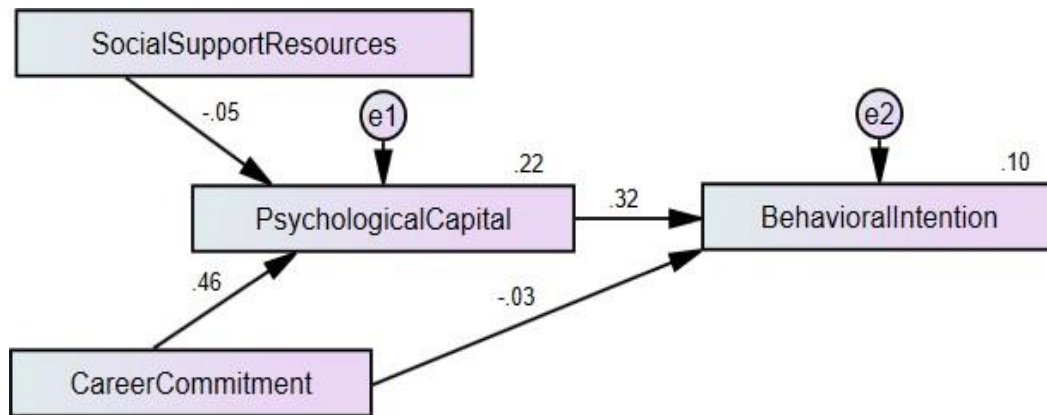 SocialSupportResources
-.05
e1
e2
.22
.10
PsychologicalCapital
.32
BehavioralIntention
.46
-.03
CareerCommitment